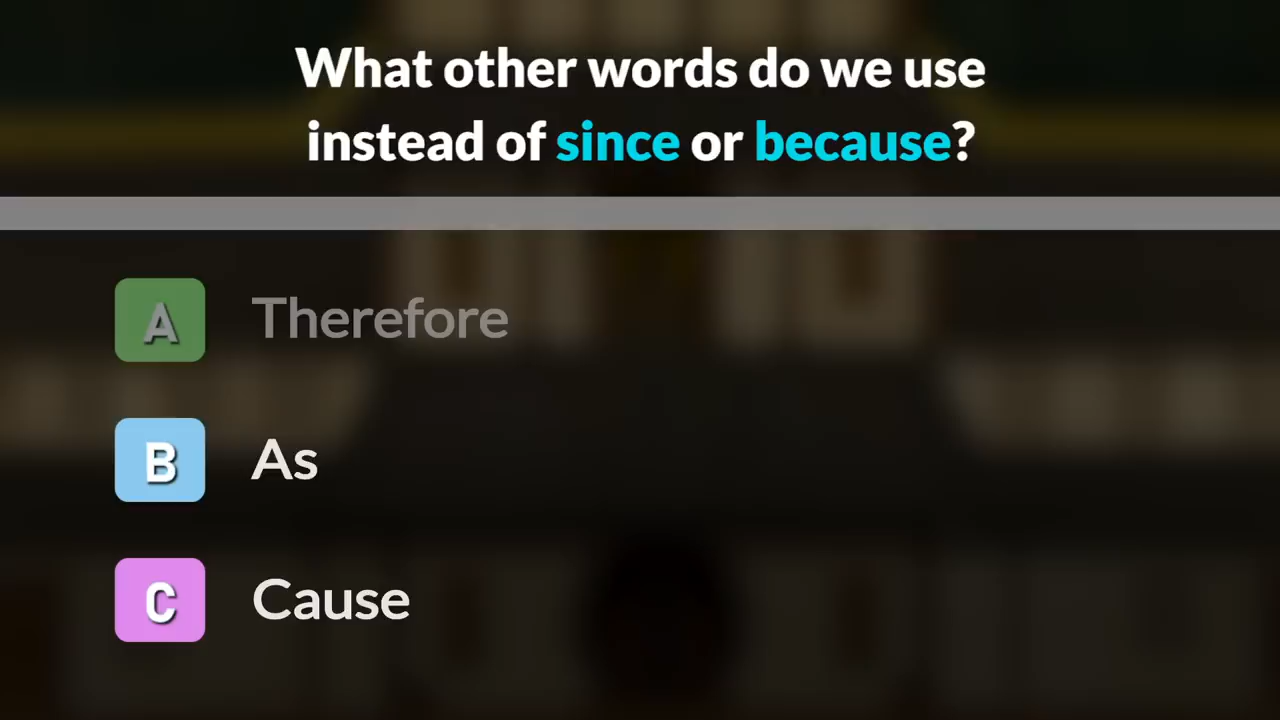 What other words do we use
instead of since or because?
A Therefore
B As
C Cause